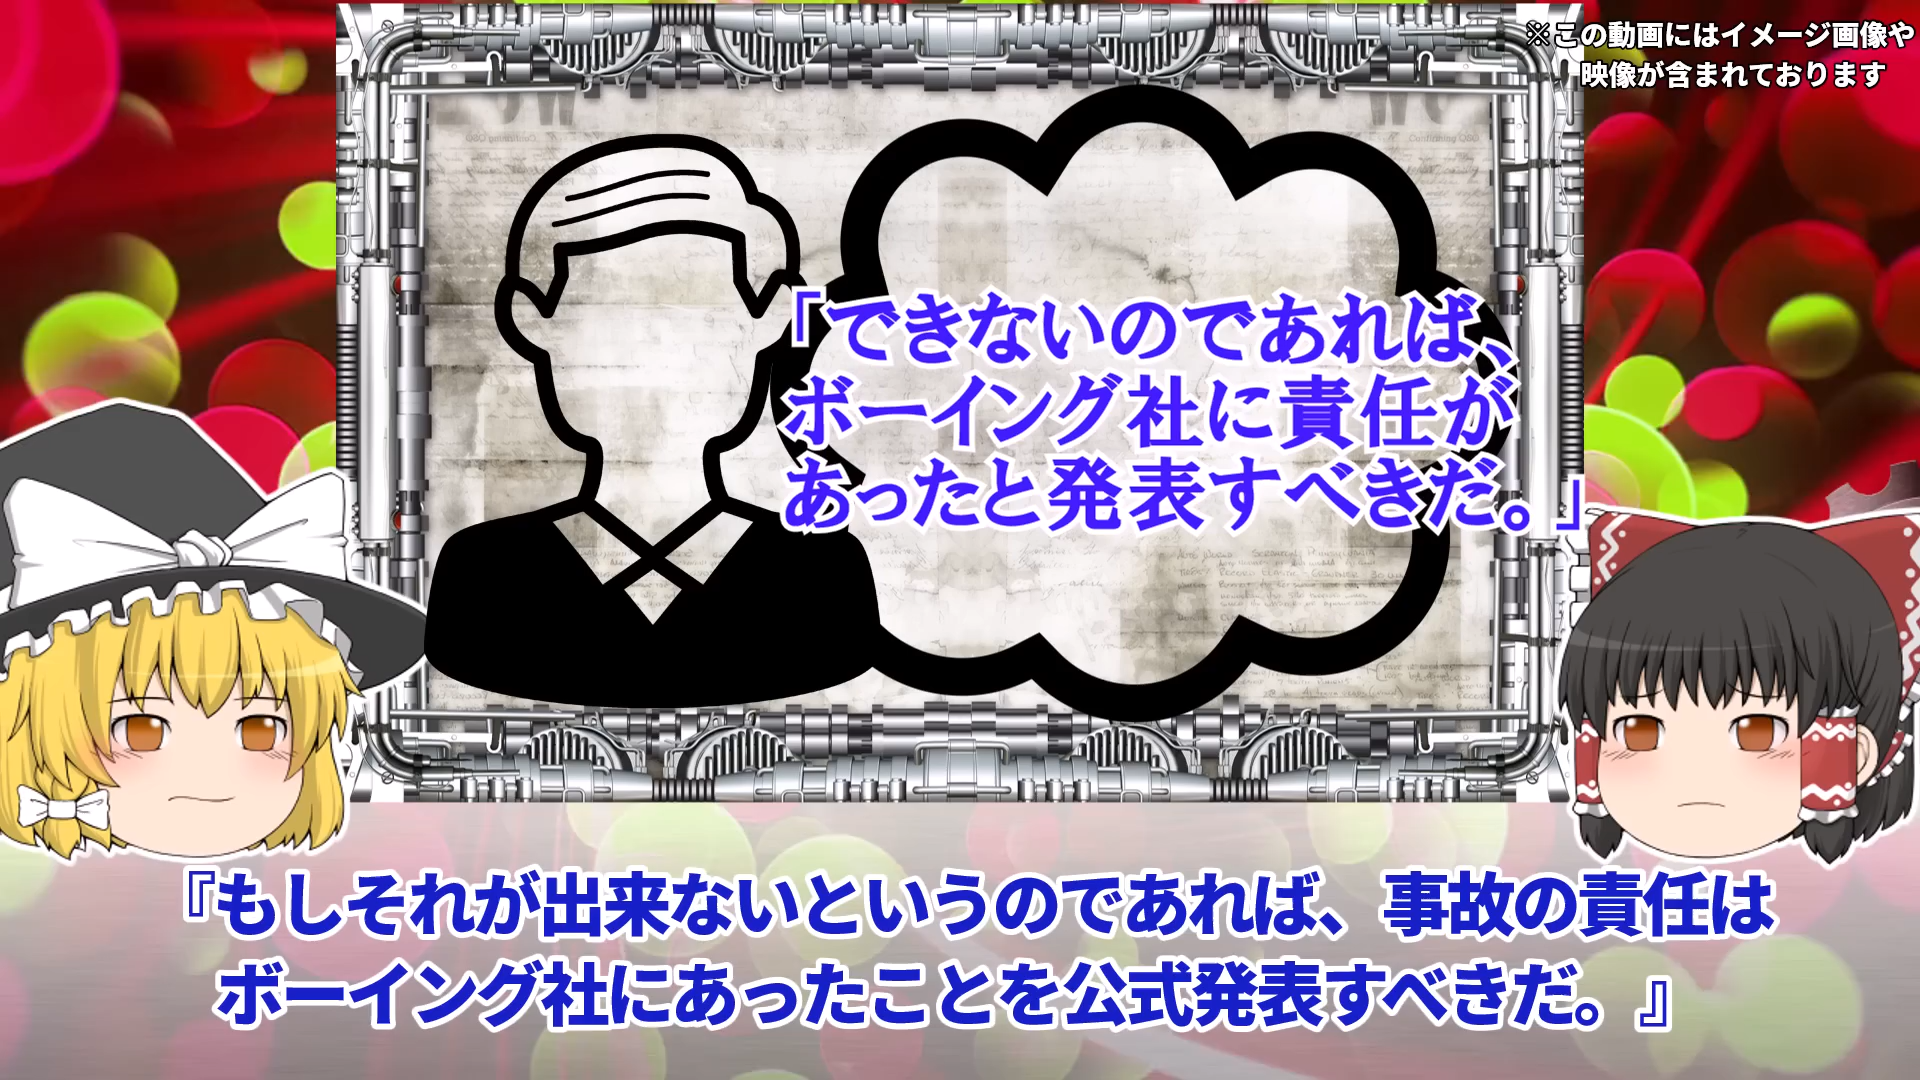 ※この動画にはイメージ画像や
映像が含まれております
Confirming OSO
「できないのであれば、
ボーイング社に責任が
あったと発表すべきだ。」
『もしそれが出来ないというのであれば、事故の責任は
ボーイング社にあったことを公式発表すべきだ。』